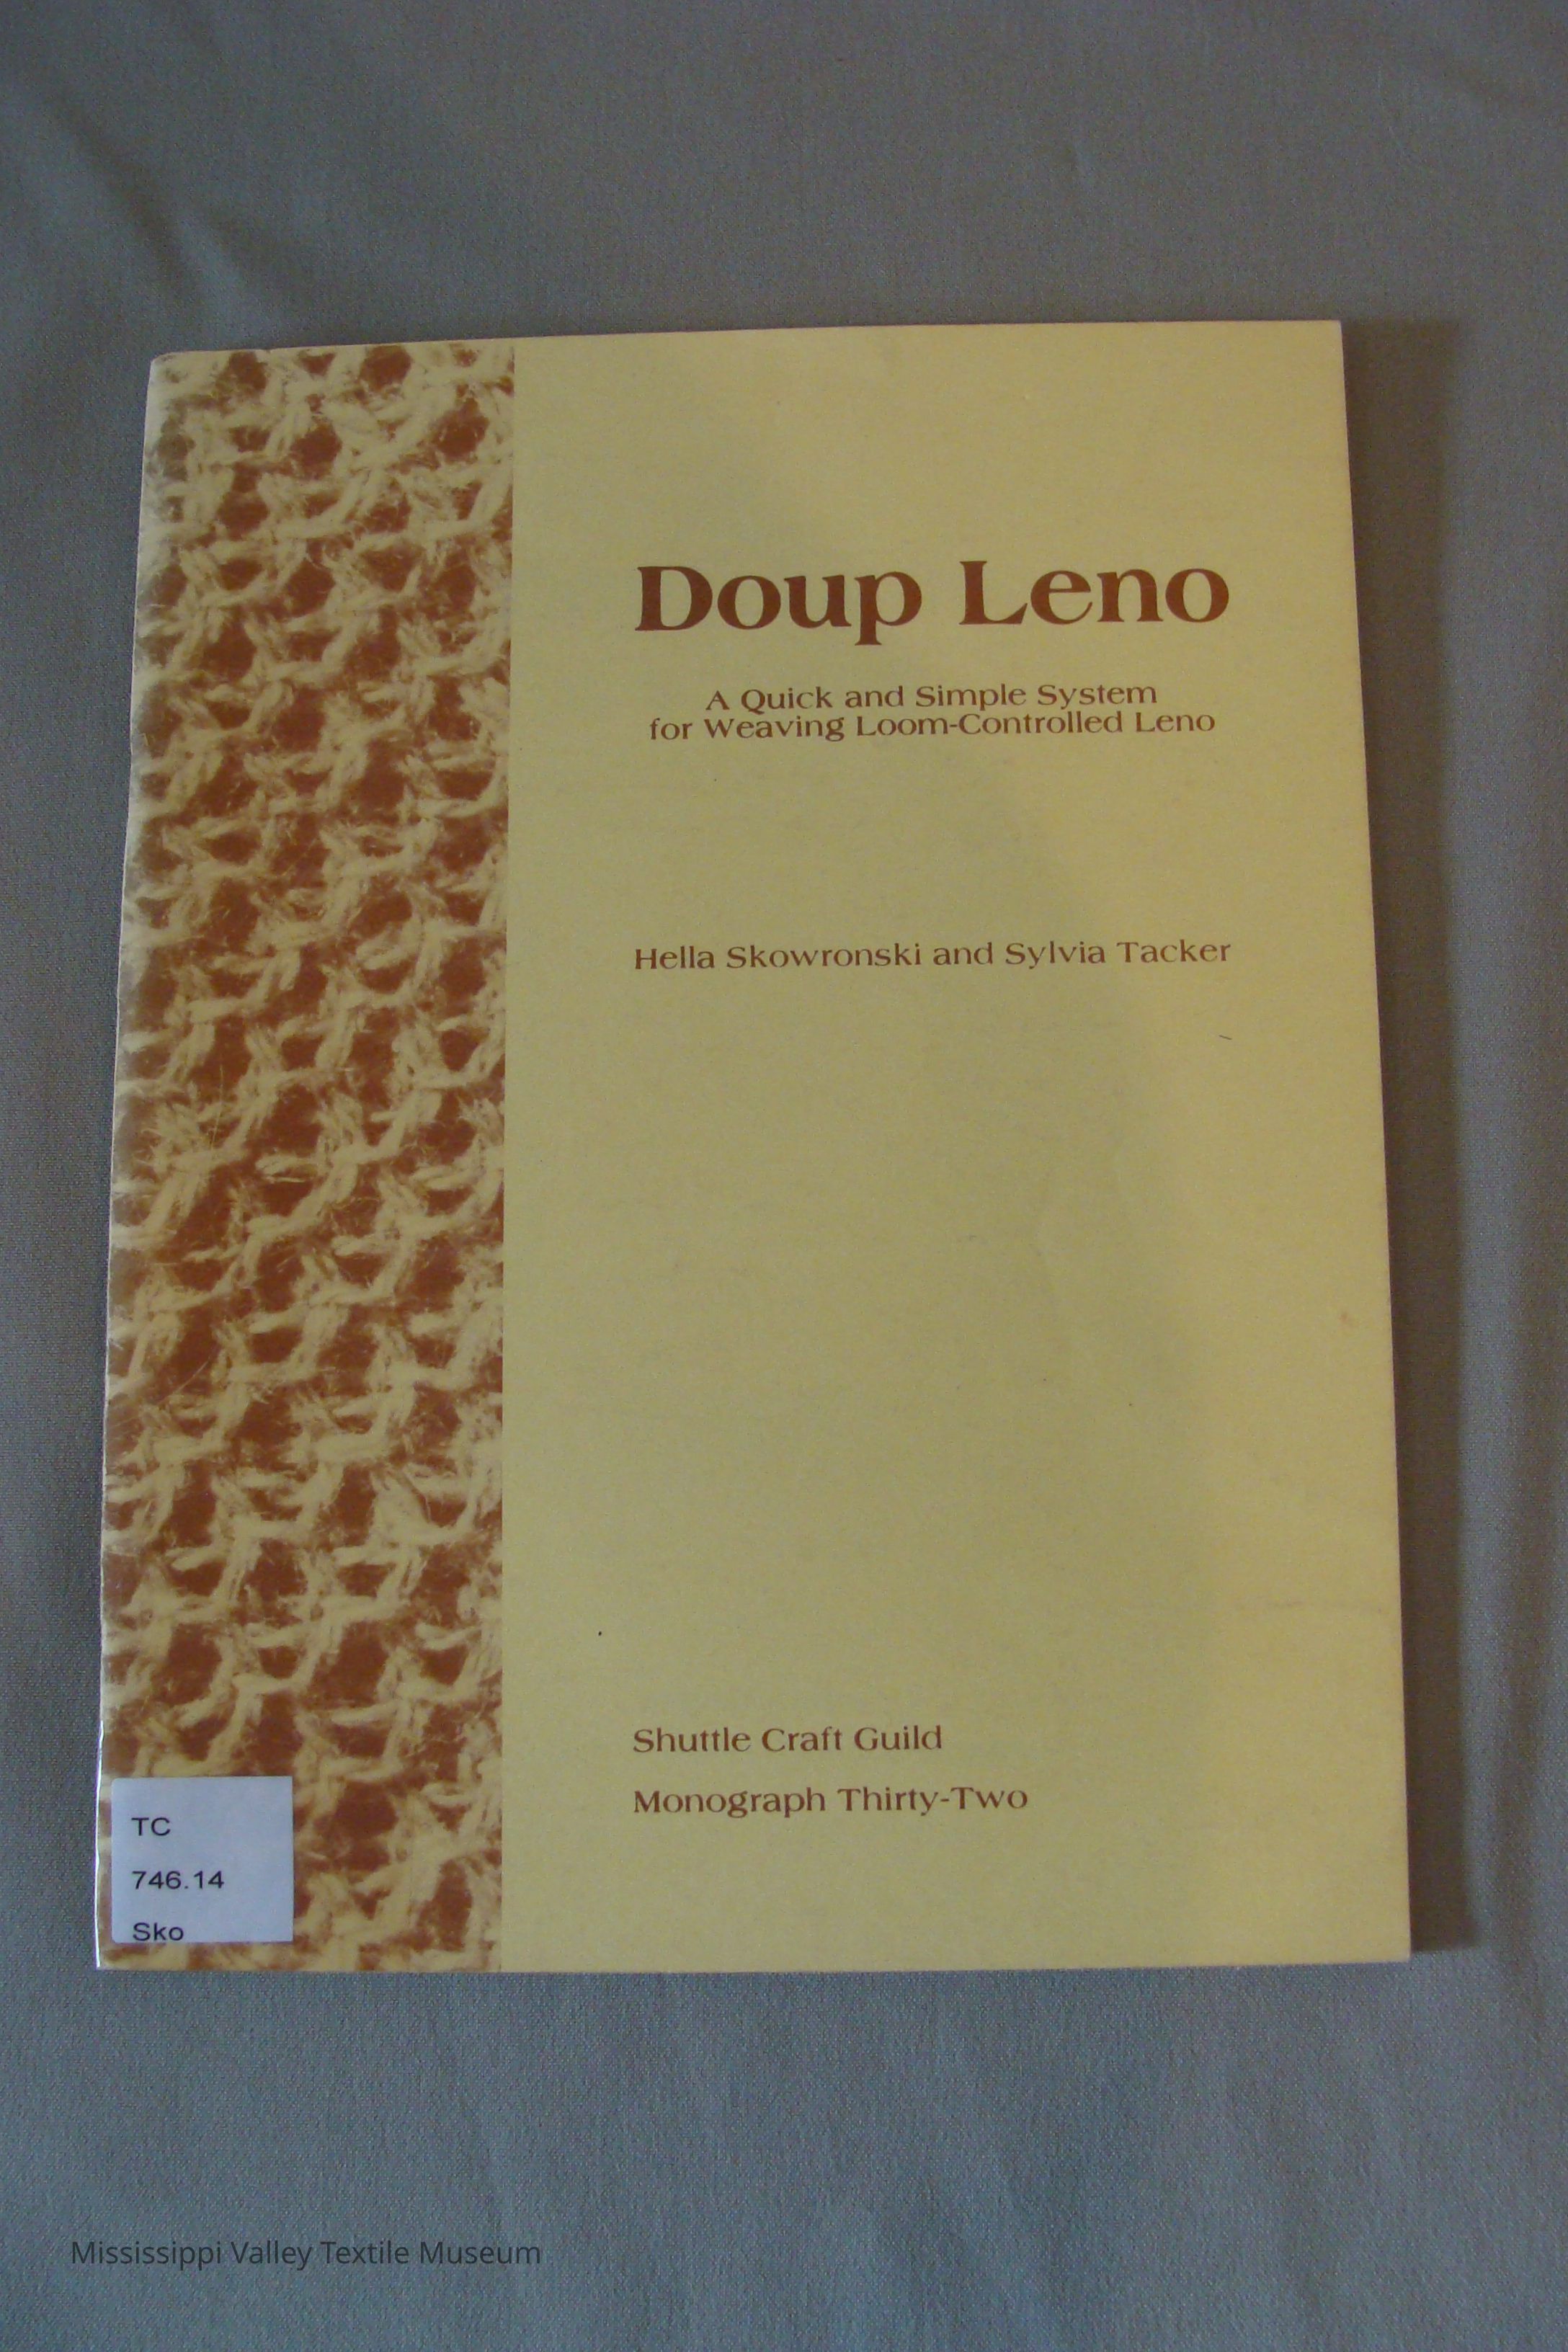 Doup Leno
A Quick and Simple System
for Weaving Loom-Controlled Leno
Hella Skowronski and Sylvia Tacker
Shuttle Craft Guild
Monograph Thirty-Two
TC
746.14
Sko
Mississippi Valley Textile Museum